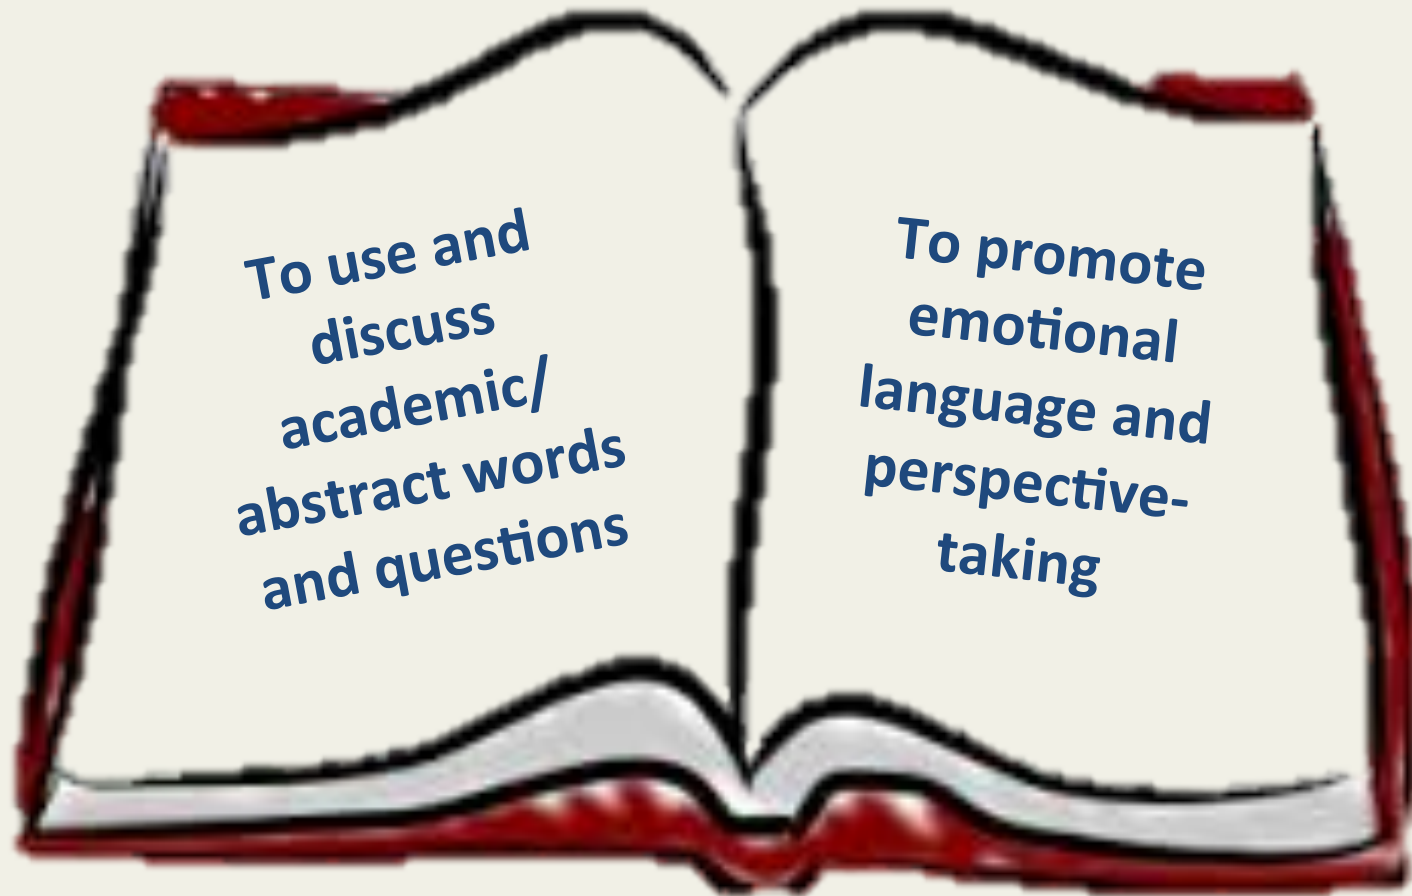 To use and
discuss
academic/
abstract words
and questions
To promote
emotional
language and
perspective-
taking